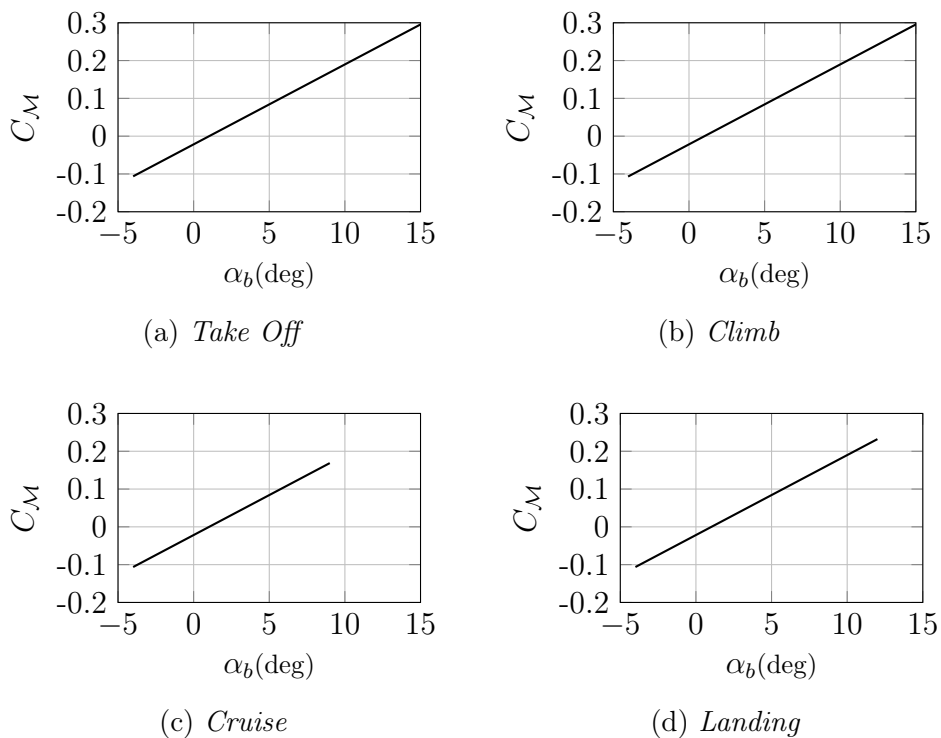 0.3
0.2
0.1
0
-0.1
-0.2
C_M
−5 0 5 10 15
α_b(deg)
(a) Take Off
0.3
0.2
0.1
0
-0.1
-0.2
C_M
−5 0 5 10 15
α_b(deg)
(b) Climb
0.3
0.2
0.1
0
-0.1
-0.2
C_M
−5 0 5 10 15
α_b(deg)
(c) Cruise
0.3
0.2
0.1
0
-0.1
-0.2
C_M
−5 0 5 10 15
α_b(deg)
(d) Landing